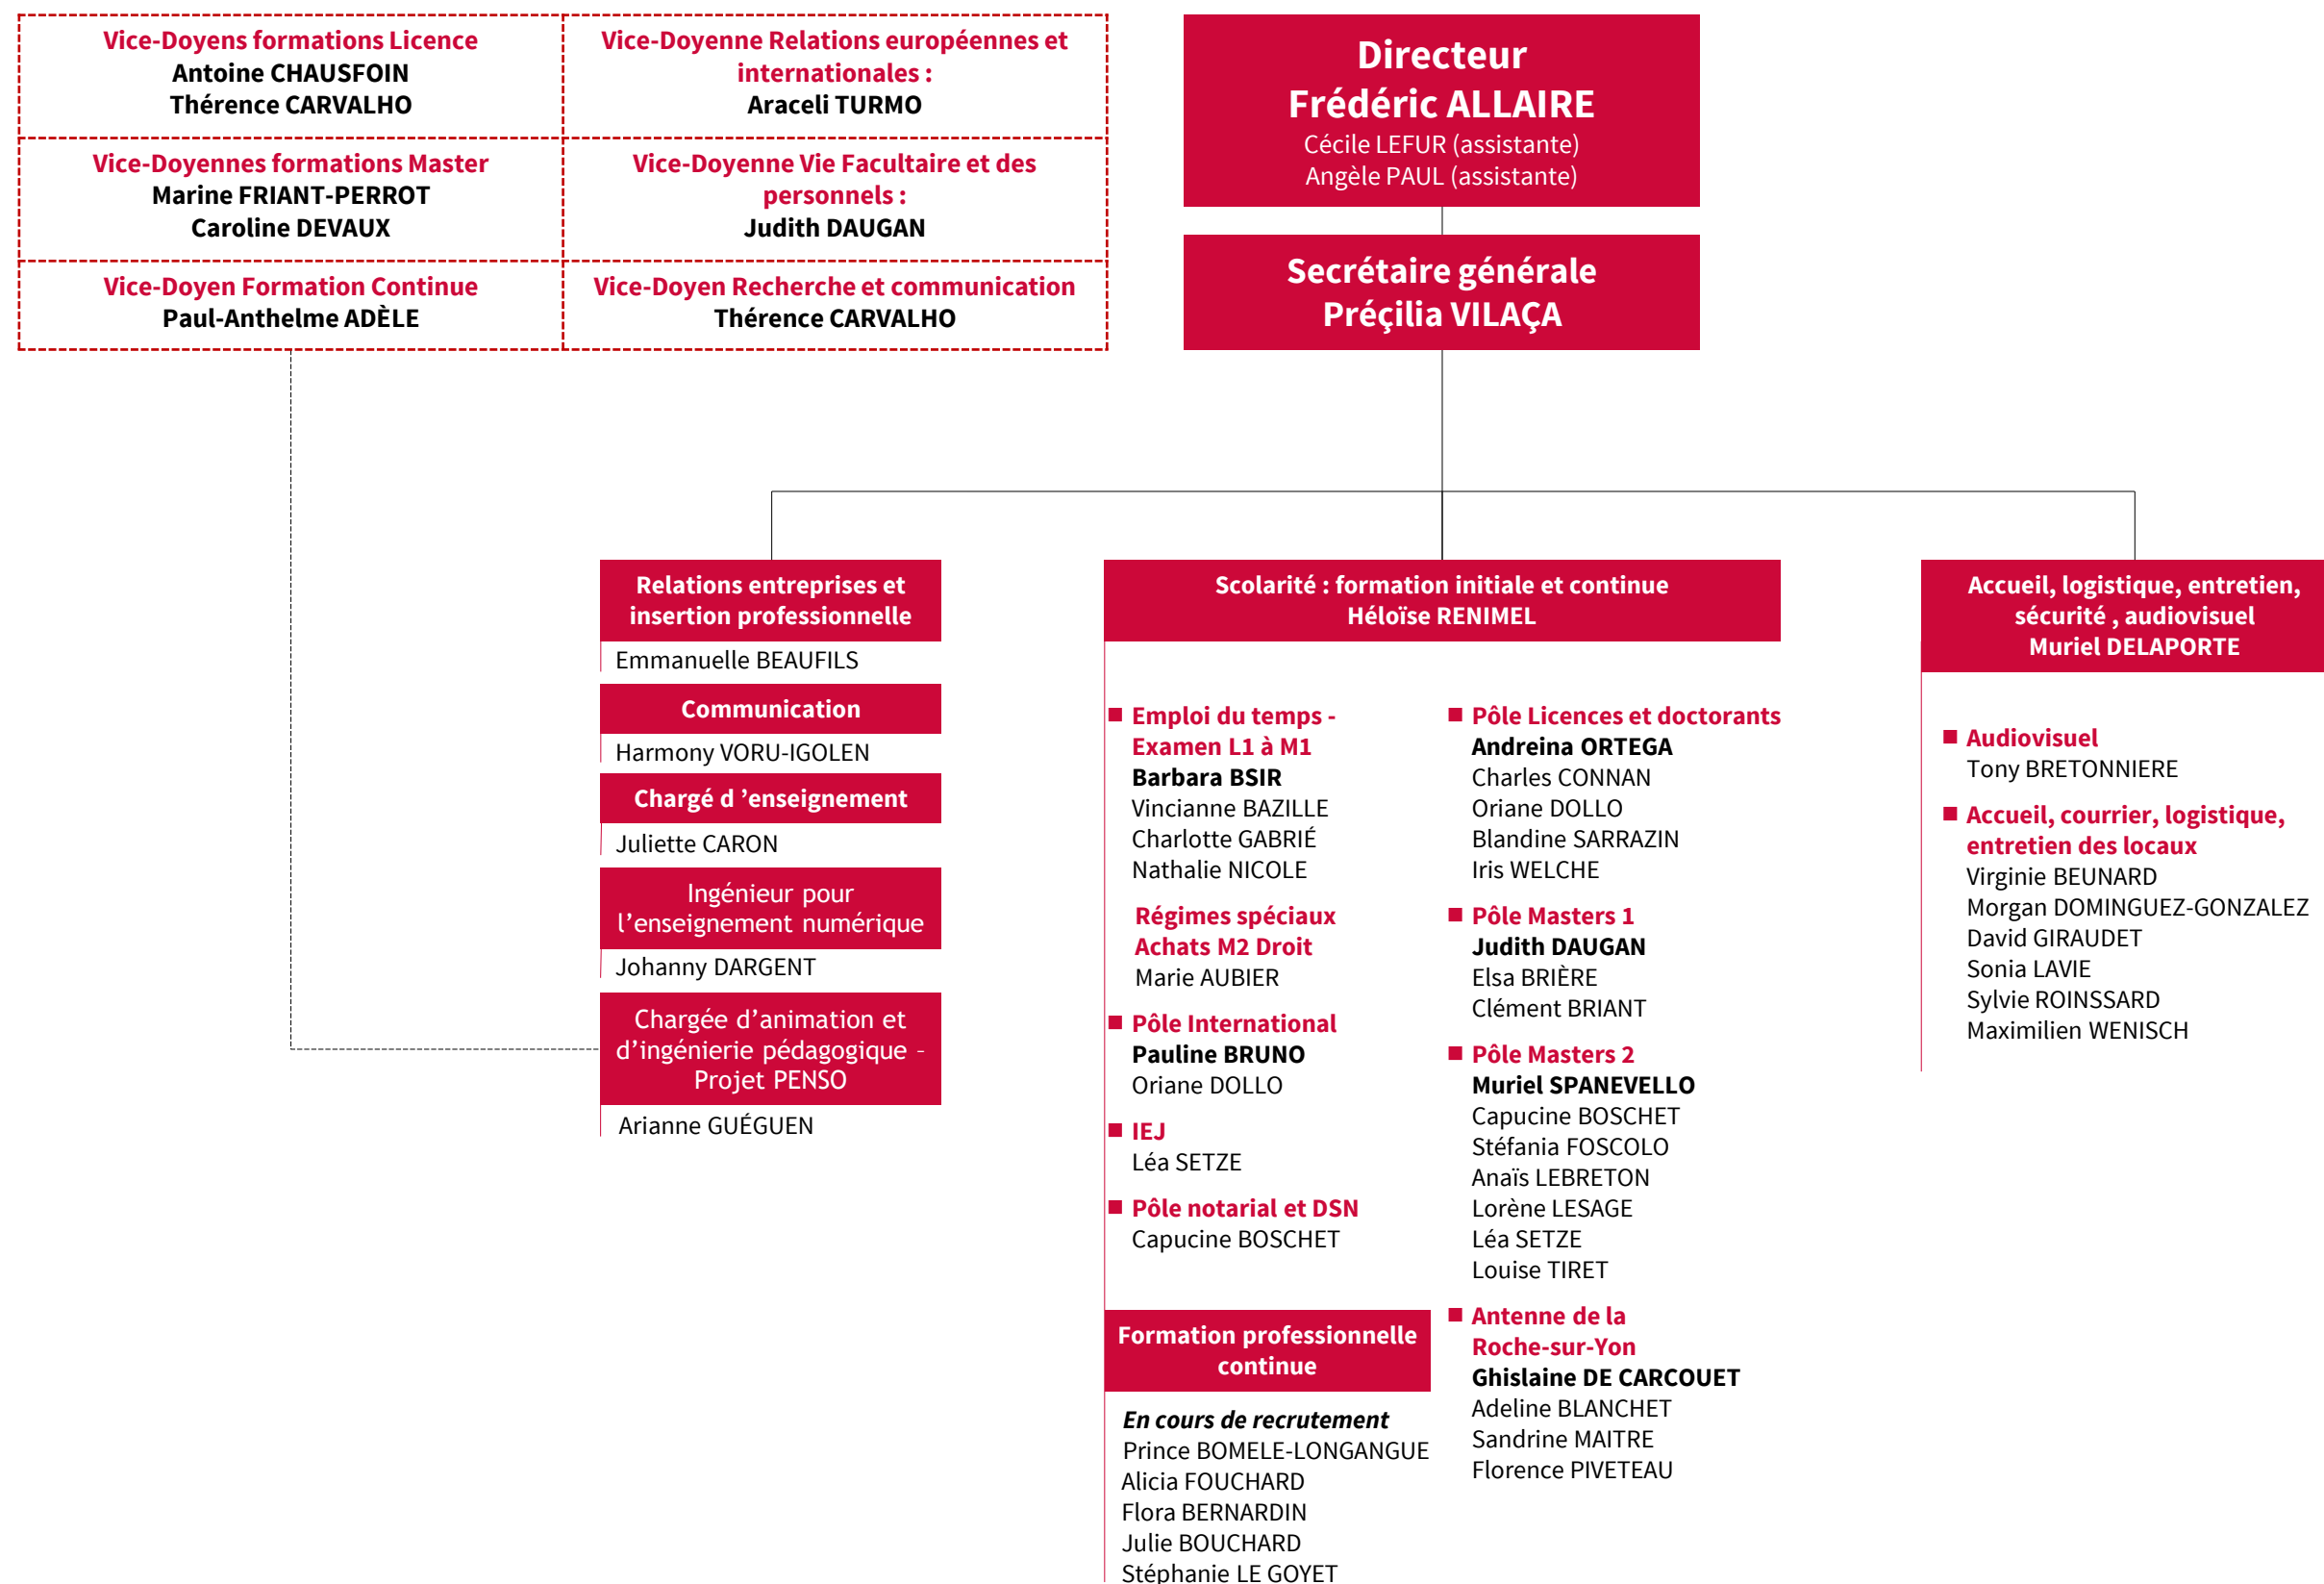 Vice-Doyens formations Licence
Antoine CHAUSFOIN
Thérence CARVALHO
Vice-Doyenne Relations européennes et
internationales :
Araceli TURMO
Vice-Doyennes formations Master
Marine FRIANT-PERROT
Caroline DEVAUX
Vice-Doyenne Vie Facultaire et des
personnels :
Judith DAUGAN
Vice-Doyen Formation Continue
Paul-Anthelme ADÈLE
Vice-Doyen Recherche et communication
Thérence CARVALHO
Directeur
Frédéric ALLAIRE
Cécile LEFUR (assistante)
Angèle PAUL (assistante)
Secrétaire générale
Préçilia VILAÇA
Relations entreprises et
insertion professionnelle
Emmanuelle BEAUFILS
Communication
Harmony VORU-IGOLEN
Chargé d ’enseignement
Juliette CARON
Ingénieur pour
l’enseignement numérique
Johanny DARGENT
Chargée d’animation et
d’ingénierie pédagogique –
Projet PENSO
Arianne GUÉGUEN
Scolarité : formation initiale et continue
Héloïse RENIMEL
Emploi du temps -
Examen L1 à M1
Barbara BSIR
Vincianne BAZILLE
Charlotte GABRIÉ
Nathalie NICOLE
Régimes spéciaux
Achats M2 Droit
Marie AUBIER
Pôle International
Pauline BRUNO
Oriane DOLLO
IEJ
Léa SETZE
Pôle notarial et DSN
Capucine BOSCHET
Formation professionnelle
continue
En cours de recrutement
Prince BOMELE-LONGANGUE
Alicia FOUCHARD
Flora BERNARDIN
Julie BOUCHARD
Stéphanie LE GOYET
Pôle Licences et doctorants
Andreina ORTEGA
Charles CONNAN
Oriane DOLLO
Blandine SARRAZIN
Iris WELCHE
Pôle Masters 1
Judith DAUGAN
Elsa BRIÈRE
Clément BRIANT
Pôle Masters 2
Muriel SPANEVELLO
Capucine BOSCHET
Stéfania FOSCOLO
Anaïs LEBRETON
Lorène LESAGE
Léa SETZE
Louise TIRET
Antenne de la
Roche-sur-Yon
Ghislaine DE CARCOUET
Adeline BLANCHET
Sandrine MAITRE
Florence PIVETEAU
Accueil, logistique, entretien,
sécurité , audiovisuel
Muriel DELAPORTE
Audiovisuel
Tony BRETONNIERE
Accueil, courrier, logistique,
entretien des locaux
Virginie BEUNARD
Morgan DOMINGUEZ-GONZALEZ
David GIRAUDET
Sonia LAVIE
Sylvie ROINSSARD
Maximilien WENISCH